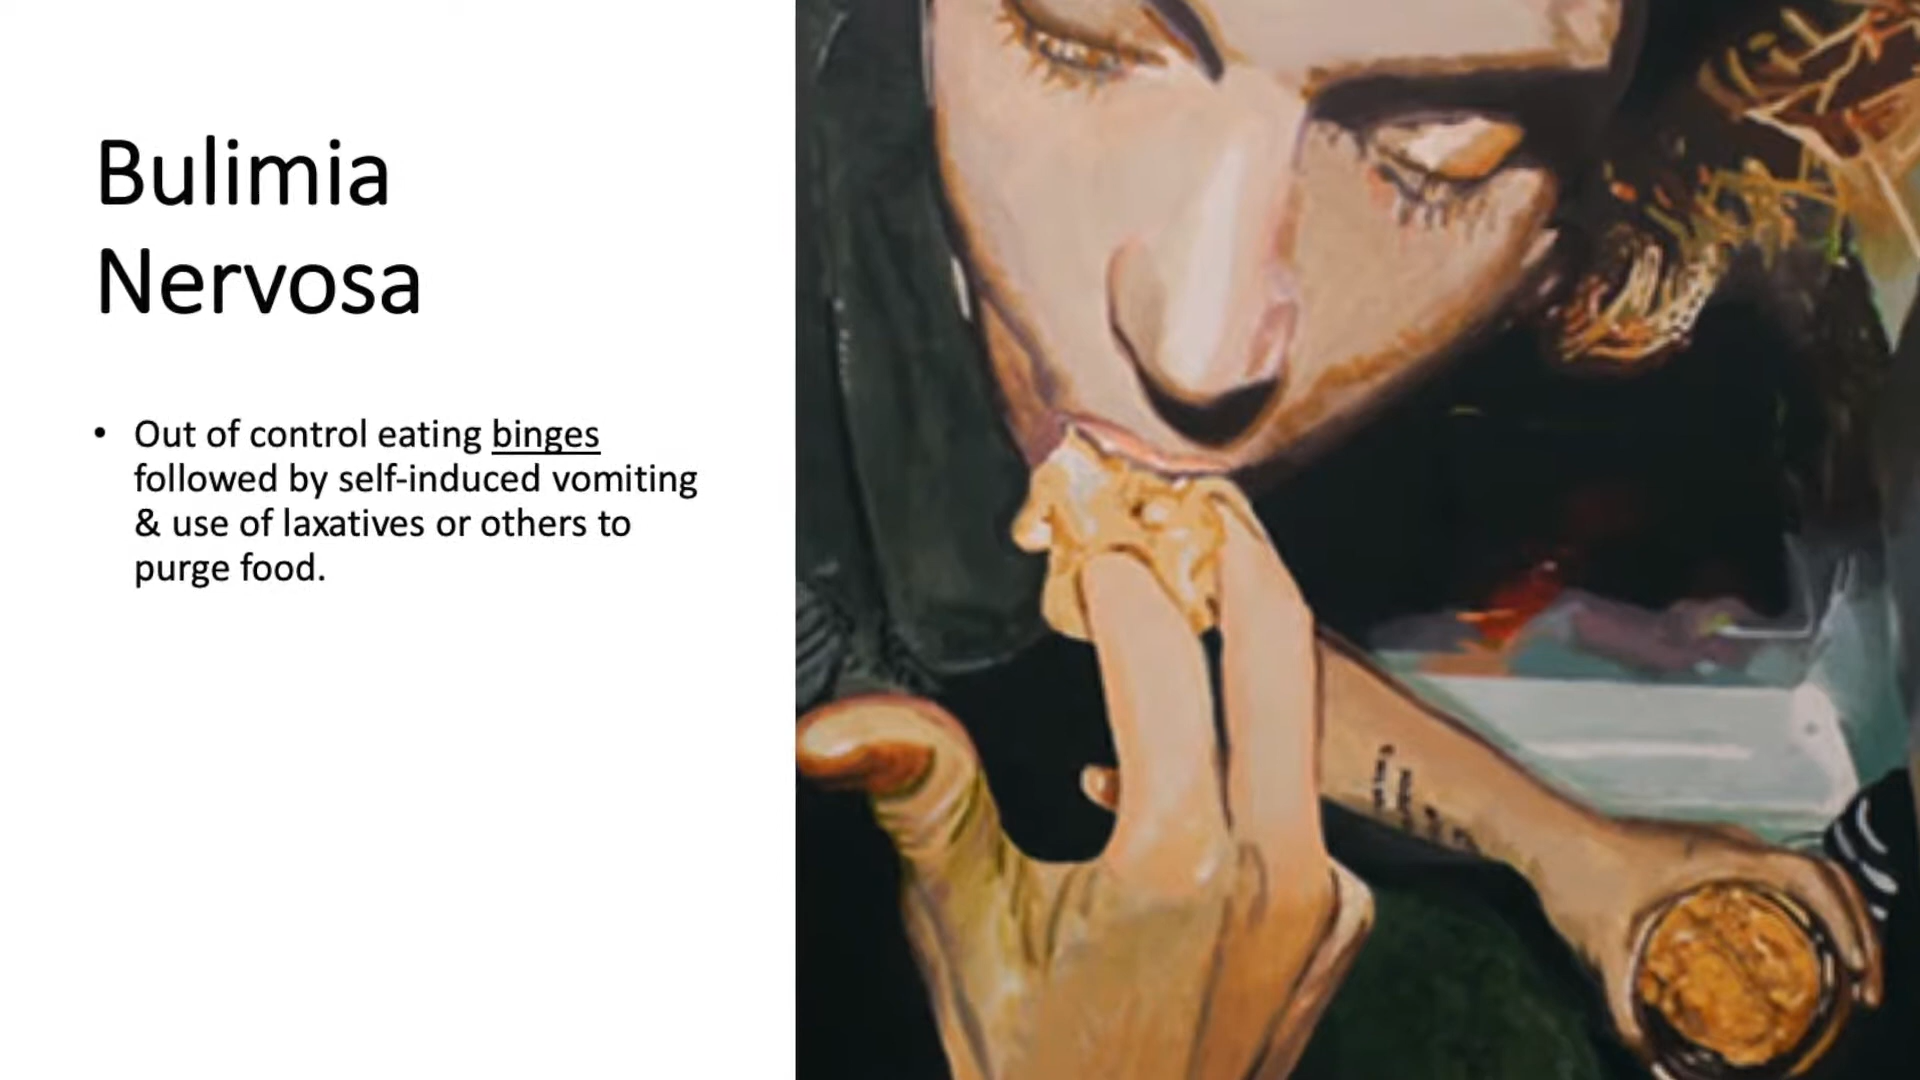 Bulimia
Nervosa
• Out of control eating binges
followed by self-induced vomiting
& use of laxatives or others to
purge food.